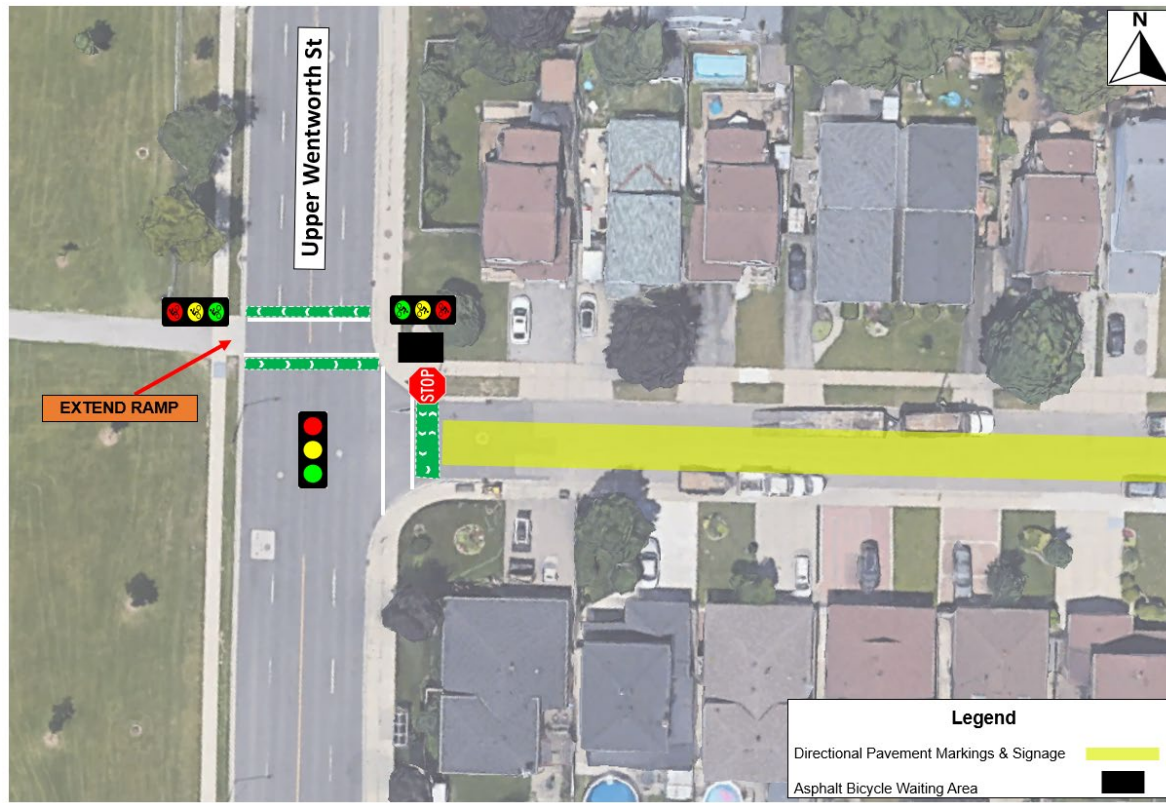 N
Upper Wentworth St
EXTEND RAMP
STOP
Legend
Directional Pavement Markings & Signage
Asphalt Bicycle Waiting Area